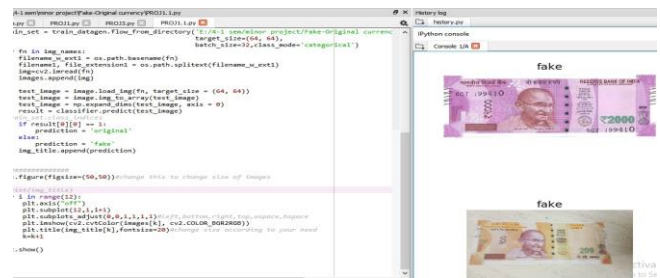 4-1 sem\minor project\Fake-Original currency\PROJ1.1.py
PROJ1.py
PROJ3.py
PROJ1.1.py
in_set = train_datagen.flow_from_directory('E:/4-1 sem/minor project/Fake-Original currenc
target_size=(64, 64),
batch_size=32,class_mode='categorical')
fn in img_names:
filename_w_ext1 = os.path.basename(fn)
filename1, file_extension1 = os.path.splitext(filename_w_ext1)
img=cv2.imread(fn)
images.append(img)
test_image = image.load_img(fn, target_size = (64, 64))
test_image = image.img_to_array(test_image)
test_image = np.expand_dims(test_image, axis = 0)
result = classifier.predict(test_image)
in_set.class_indices
if result[0][0] == 1:
prediction = 'original'
else:
prediction = 'fake'
img_title.append(prediction)
.figure(figsize=(50,50))#change this to change size of images
int(img_title)
i in range(12):
plt.axis("off")
plt.subplot(12,1,i+1)
plt.subplots_adjust(0,0,1,1,1,1)#left,bottom,right,top,wspace,hspace
plt.imshow(cv2.cvtColor(images[k], cv2.COLOR_BGR2RGB))
plt.title(img_title[k],fontsize=20)#change size according to your need
k=k+1
.show()
History log
history.py
IPython console
Console 1/A
fake
RESERVE BANK OF INDIA
₹2000
fake
200